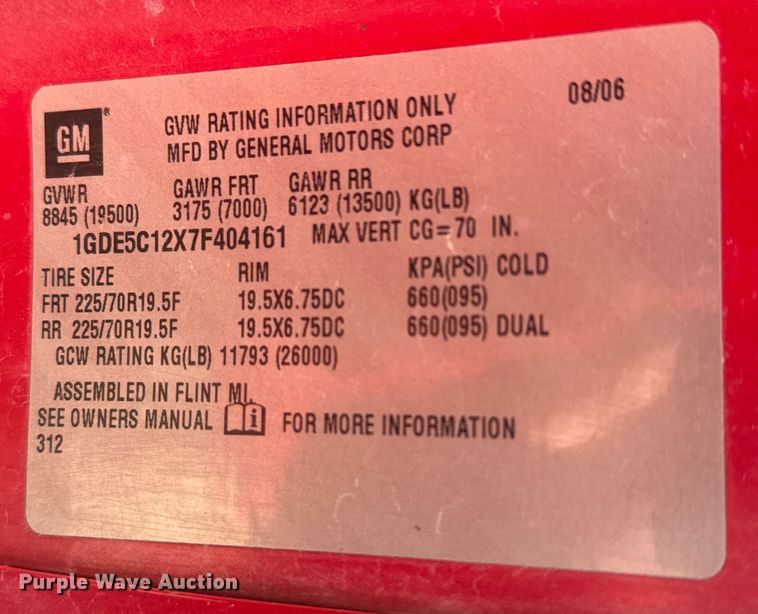 08/06
GM ®
GVW RATING INFORMATION ONLY
MFD BY GENERAL MOTORS CORP
GVWR GAWR FRT GAWR RR
8845 (19500) 3175 (7000) 6123 (13500) KG(LB)
1GDE5C12X7F404161 MAX VERT CG=70 IN.
TIRE SIZE RIM KPA(PSI) COLD
FRT 225/70R19.5F 19.5X6.75DC 660(095)
RR 225/70R19.5F 19.5X6.75DC 660(095) DUAL
GCW RATING KG(LB) 11793 (26000)
ASSEMBLED IN FLINT MI.
SEE OWNERS MANUAL i FOR MORE INFORMATION
312
Purple Wave Auction